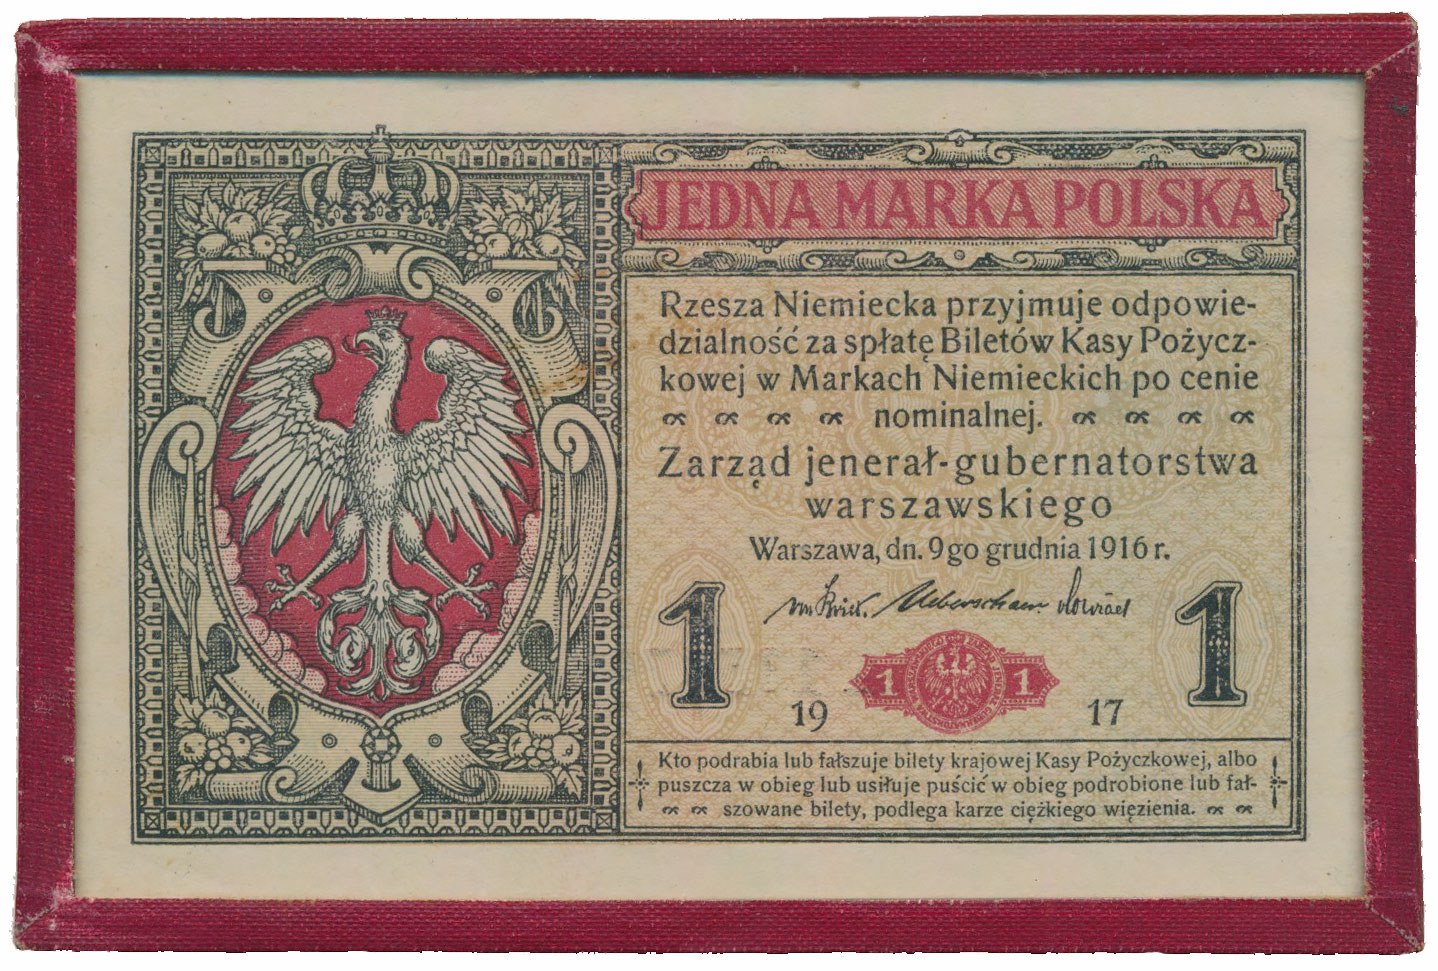 JEDNA MARKA POLSKA
Rzesza Niemiecka przyjmuje odpowie-
dzialność za spłatę Biletów Kasy Pożycz-
kowej w Markach Niemieckich po cenie
nominalnej.
Zarząd jenerał-gubernatorstwa
warszawskiego
Warszawa, dn. 9go grudnia 1916 r.
1 1
1 1
19 17
Kto podrabia lub fałszuje bilety krajowej Kasy Pożyczkowej, albo
puszcza w obieg lub usiłuje puścić w obieg podrobione lub fał-
szowane bilety, podlega karze ciężkiego więzienia.